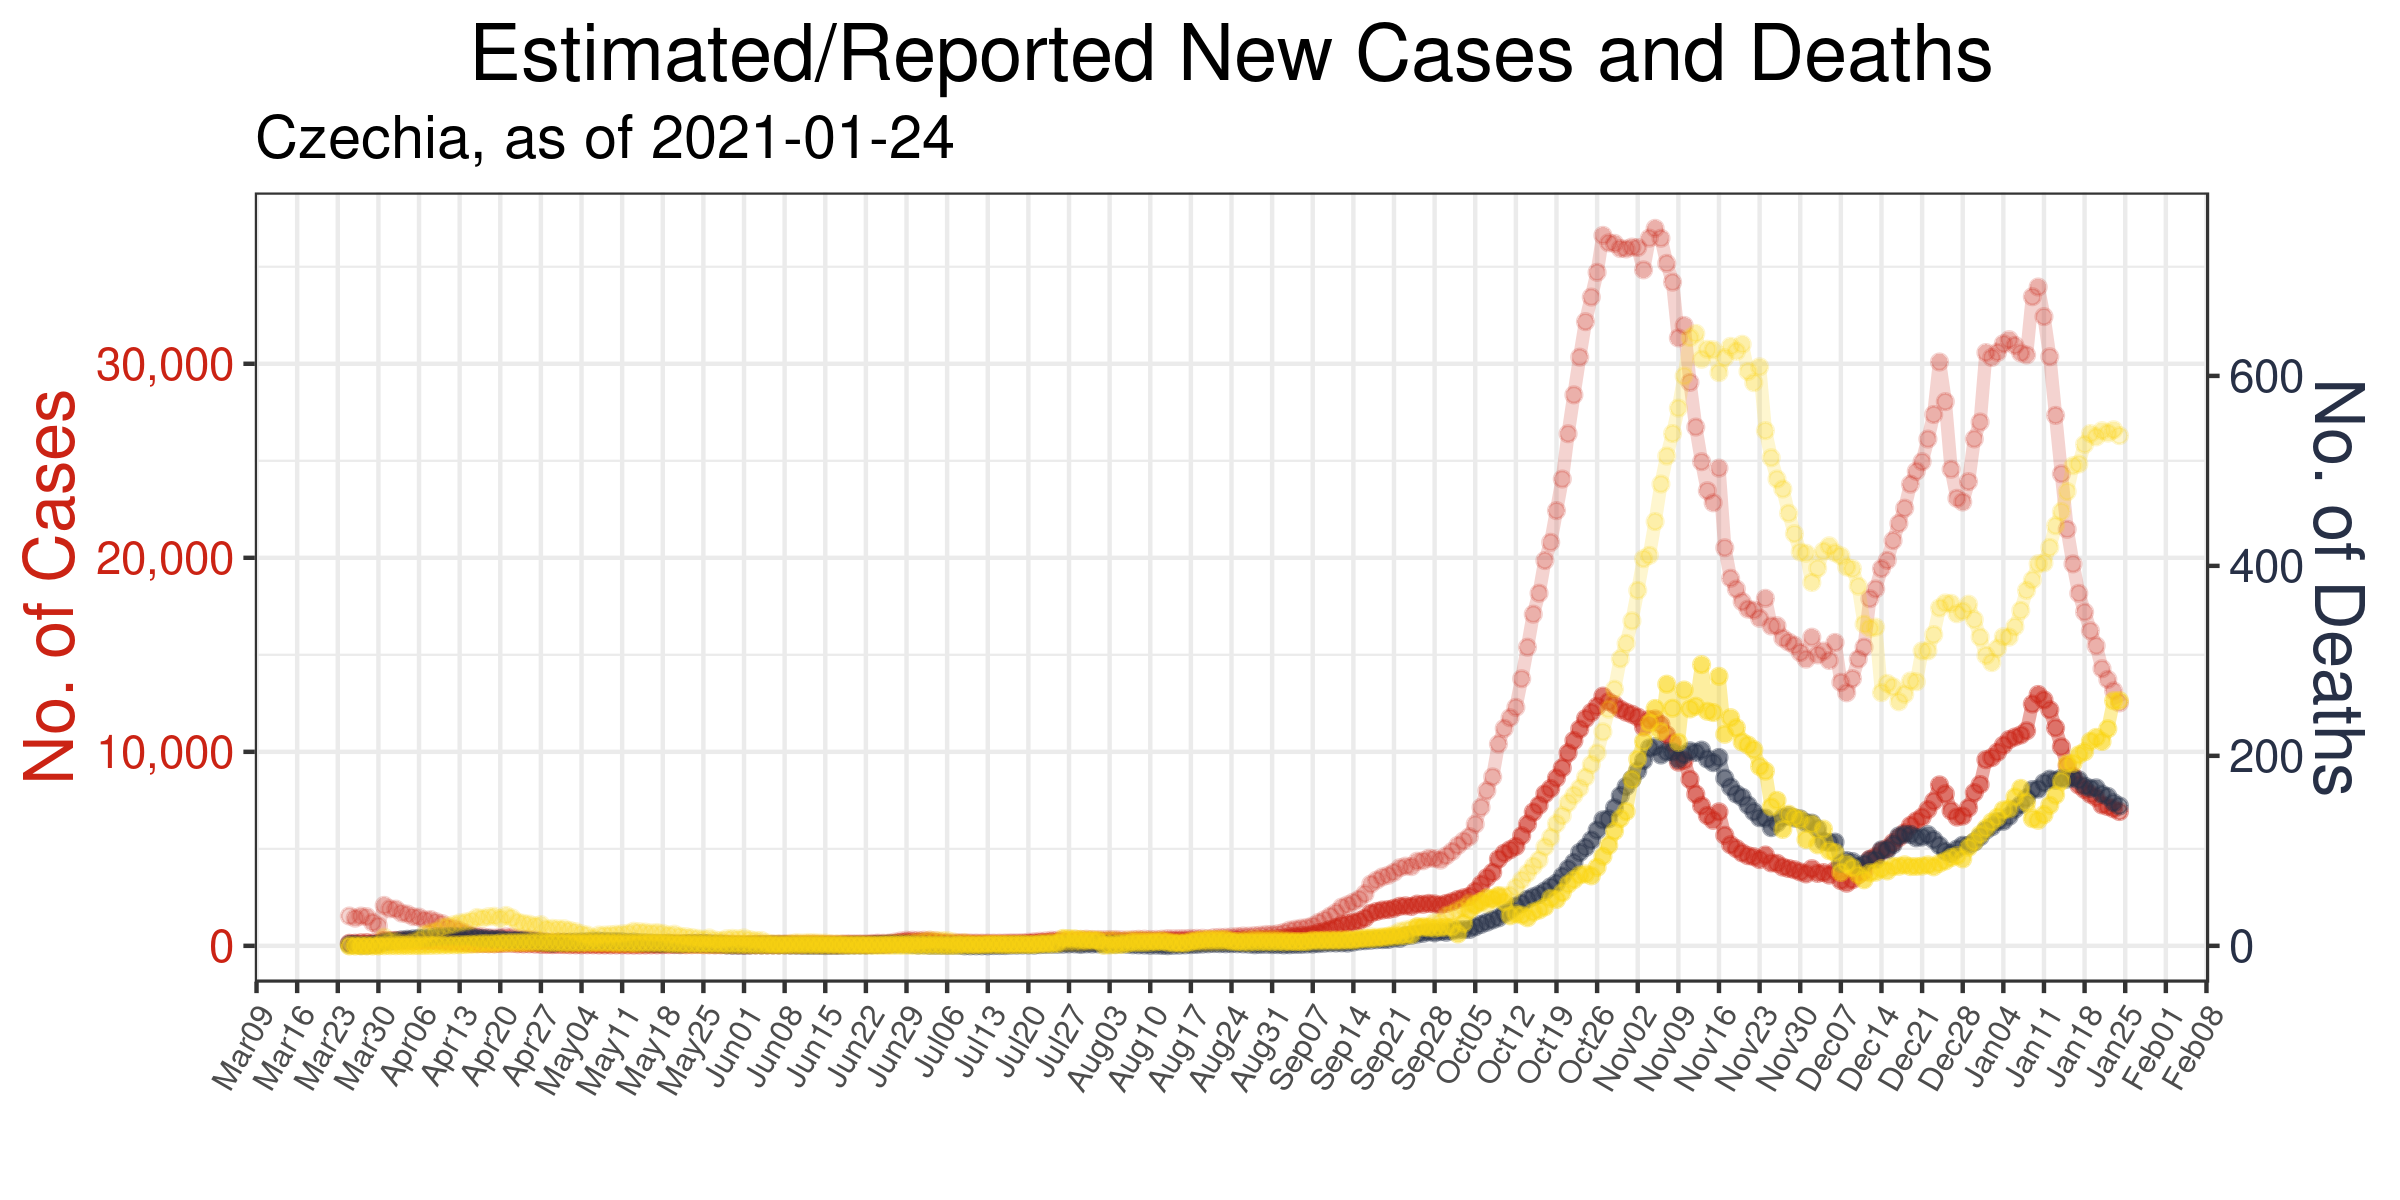 Estimated/Reported New Cases and Deaths
Czechia, as of 2021-01-24
No. of Cases
30,000
20,000
10,000
0
600
400
200
0
No. of Deaths
Mar09 Mar16 Mar23 Mar30 Apr06 Apr13 Apr20 Apr27 May04 May11 May18 May25 Jun01 Jun08 Jun15 Jun22 Jun29 Jul06 Jul13 Jul20 Jul27 Aug03 Aug10 Aug17 Aug24 Aug31 Sep07 Sep14 Sep21 Sep28 Oct05 Oct12 Oct19 Oct26 Nov02 Nov09 Nov16 Nov23 Nov30 Dec07 Dec14 Dec21 Dec28 Jan04 Jan11 Jan18 Jan25 Feb01 Feb08